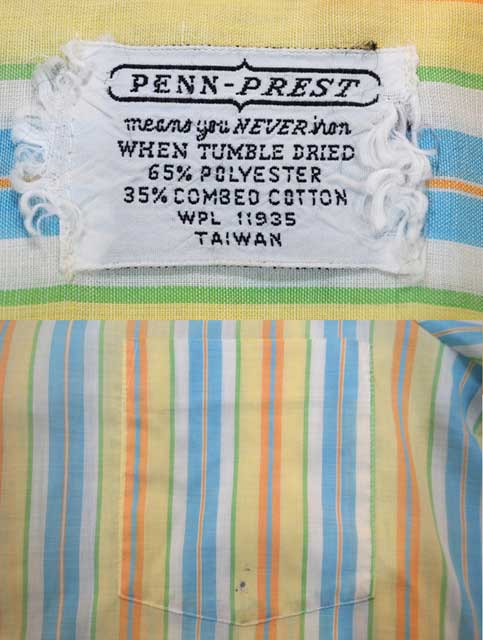 PENN-PREST
means you NEVER iron
WHEN TUMBLE DRIED
65% POLYESTER
35% COMBED COTTON
WPL 11935
TAIWAN